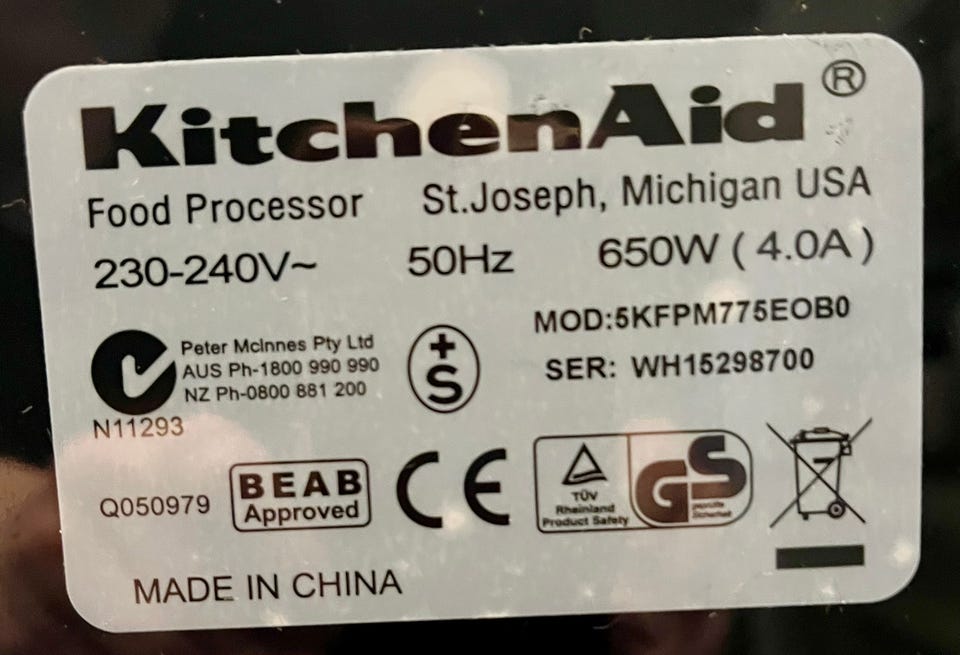 KitchenAid®
Food Processor St.Joseph, Michigan USA
230-240V~ 50Hz 650W ( 4.0A )
MOD:5KFPM775EOB0
SER: WH15298700
Peter McInnes Pty Ltd
AUS Ph-1800 990 990
NZ Ph-0800 881 200
N11293
+
S
Q050979
BEAB
Approved
CE
TÜV
Rheinland
Product Safety
GS
geprüfte
Sicherheit
MADE IN CHINA